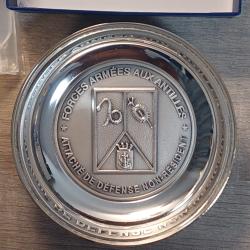 FORCES ARMÉES AUX ANTILLES
ATTACHÉ DE DÉFENSE NON RÉSIDENT